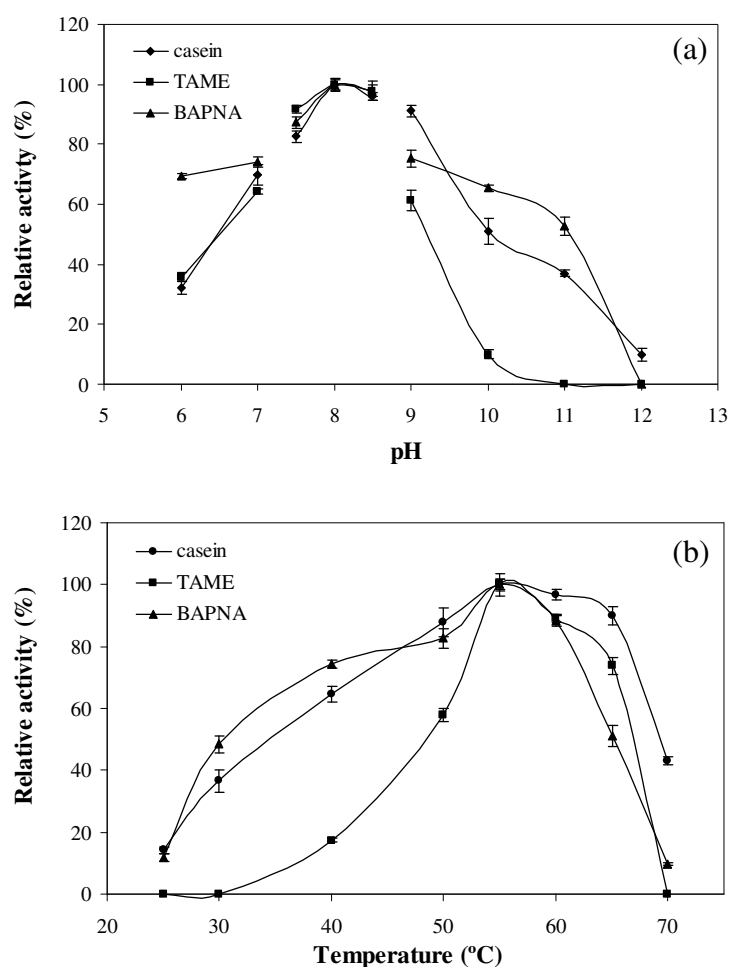 (a)
casein
TAME
BAPNA
Relative activty (%)
120
100
80
60
40
20
0
5 6 7 8 9 10 11 12 13
pH
(b)
casein
TAME
BAPNA
Relative activity (%)
120
100
80
60
40
20
0
20 30 40 50 60 70
Temperature (ºC)